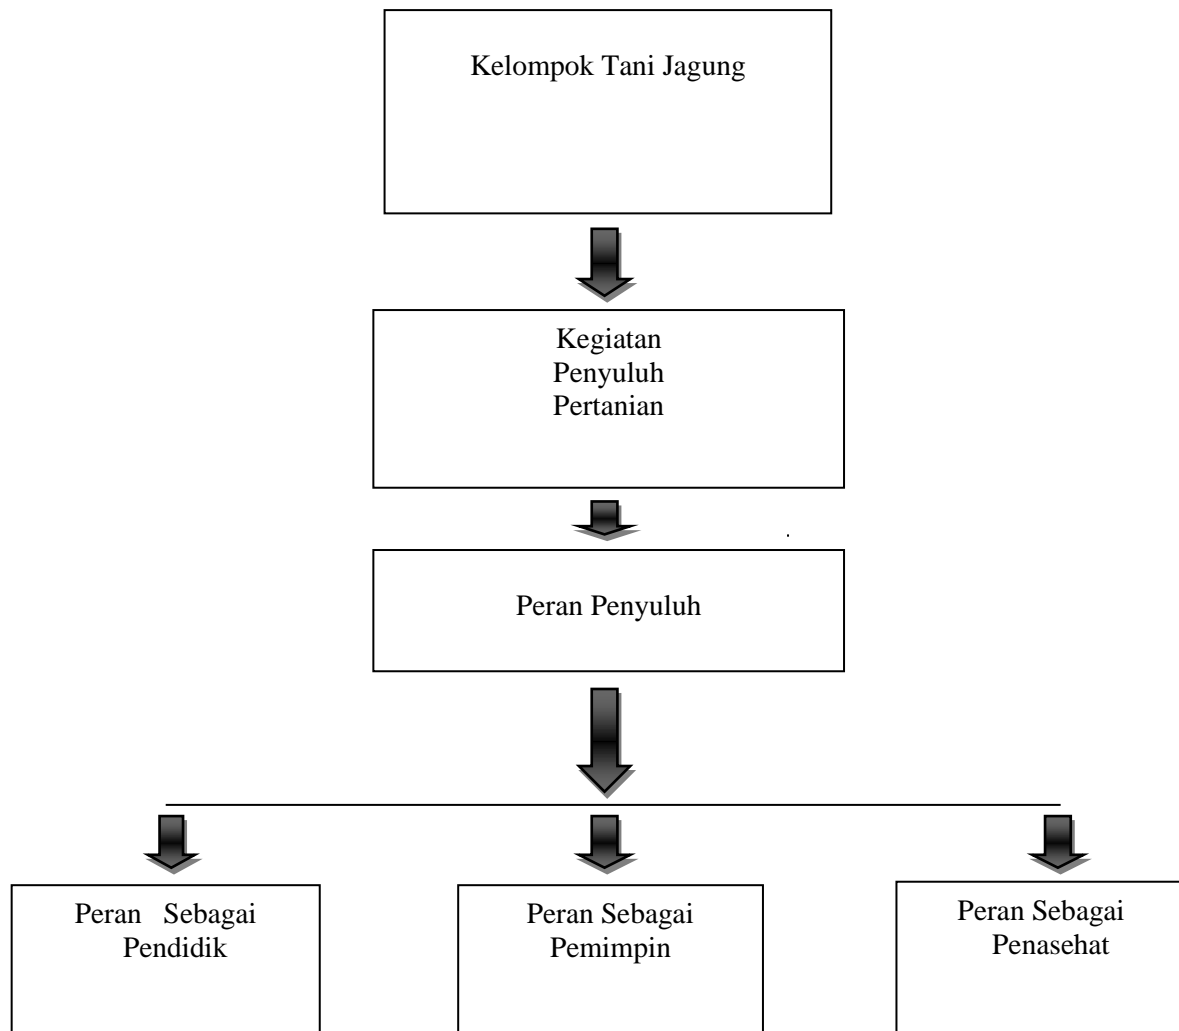 Kelompok Tani Jagung
Kegiatan
Penyuluh
Pertanian
Peran Penyuluh
Peran Sebagai
Pendidik
Peran Sebagai
Pemimpin
Peran Sebagai
Penasehat